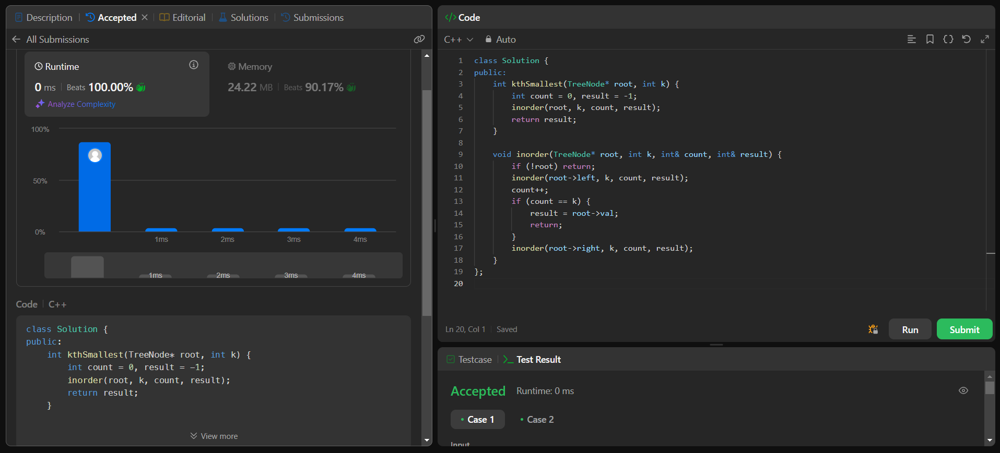 Description
Accepted
Editorial
Solutions
Submissions
All Submissions
Runtime
0 ms
Beats 100.00%
Analyze Complexity
Memory
24.22 MB
Beats 90.17%
100%
50%
0%
1ms
2ms
3ms
4ms
1ms
2ms
3ms
4ms
Code
C++
class Solution {
public:
    int kthSmallest(TreeNode* root, int k) {
        int count = 0, result = -1;
        inorder(root, k, count, result);
        return result;
    }
View more
</> Code
C++
Auto
1 class Solution {
2 public:
3     int kthSmallest(TreeNode* root, int k) {
4         int count = 0, result = -1;
5         inorder(root, k, count, result);
6         return result;
7     }
8
9     void inorder(TreeNode* root, int k, int& count, int& result) {
10         if (!root) return;
11         inorder(root->left, k, count, result);
12         count++;
13         if (count == k) {
14             result = root->val;
15             return;
16         }
17         inorder(root->right, k, count, result);
18     }
19 };
20
Ln 20, Col 1
Saved
Run
Submit
Testcase
Test Result
Accepted
Runtime: 0 ms
Case 1
Case 2
Input